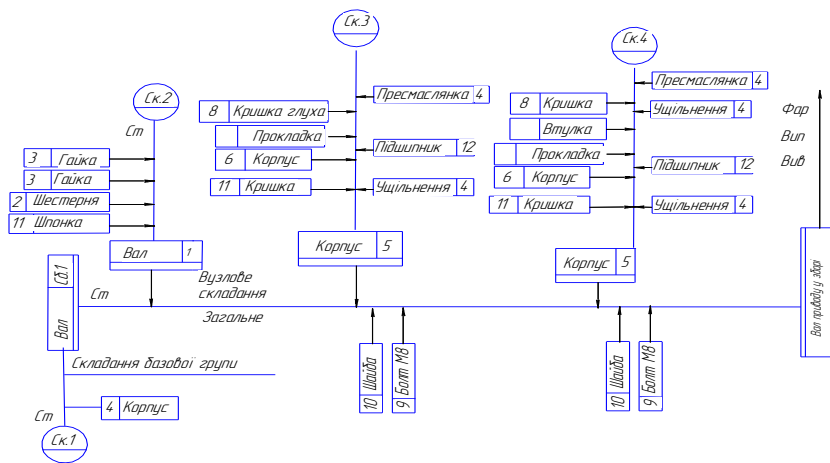 Ск.3
Ск.4
Ск.2
Пресмаслянка 4
Пресмаслянка 4
8 Кришка глуха
8 Кришка
Ущільнення 4
Фар
Ст
Прокладка
Втулка
Вип
3 Гайка
6 Корпус
Підшипник 12
Прокладка
Підшипник 12
Вив
3 Гайка
11 Кришка
Ущільнення 4
6 Корпус
2 Шестерня
11 Кришка
Ущільнення 4
11 Шпонка
Вал 1
Корпус 5
Корпус 5
Вал Сб.1
Ст
Вузлове
складання
Загальне
Вал приводу у зборі
Складання базової групи
10 Шайба
9 Болт М8
10 Шайба
9 Болт М8
4 Корпус
Ст
Ск.1